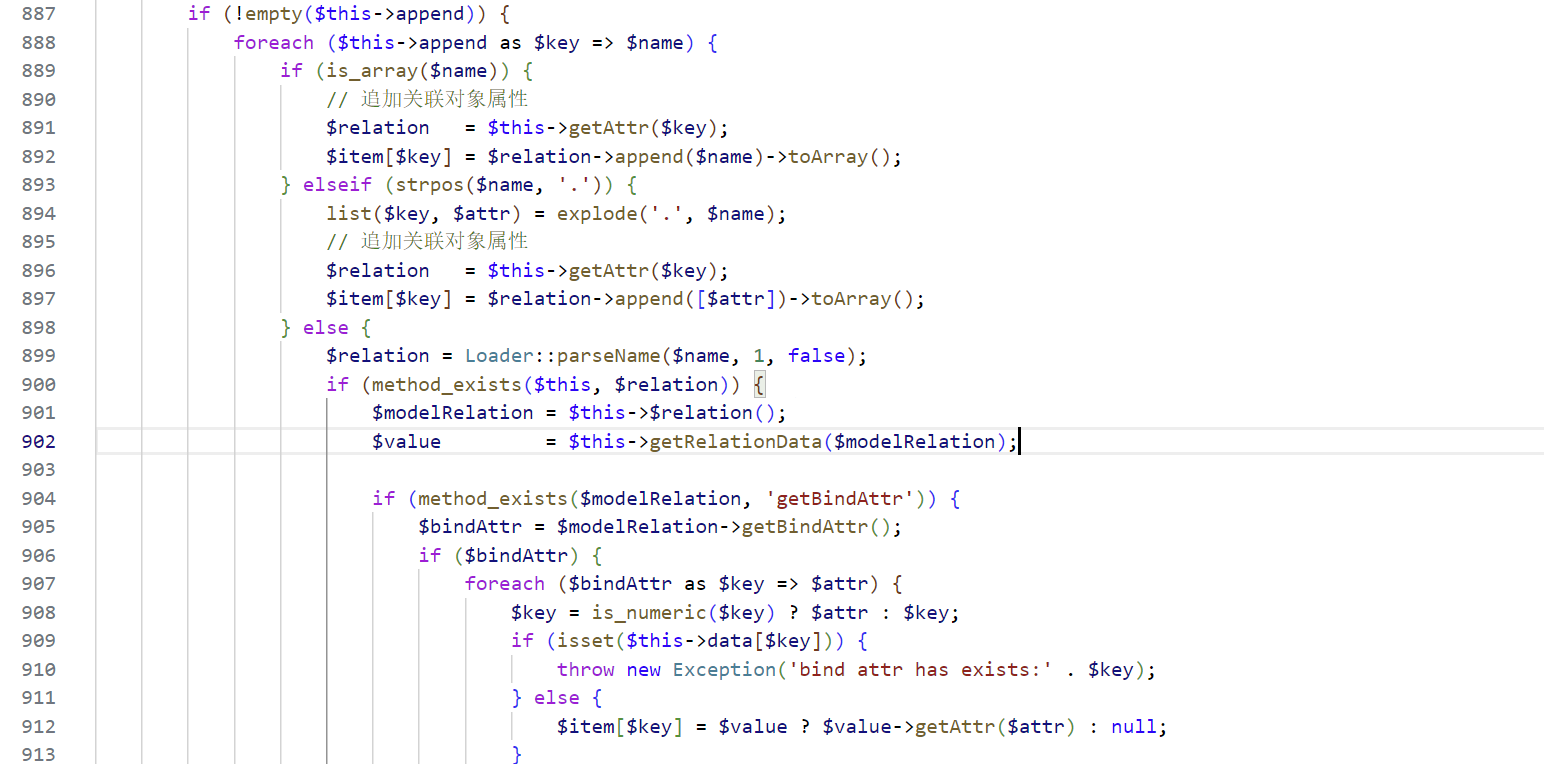 887 if (!empty($this->append)) {
888 foreach ($this->append as $key => $name) {
889 if (is_array($name)) {
890 // 追加关联对象属性
891 $relation   = $this->getAttr($key);
892 $item[$key] = $relation->append($name)->toArray();
893 } elseif (strpos($name, '.')) {
894 list($key, $attr) = explode('.', $name);
895 // 追加关联对象属性
896 $relation   = $this->getAttr($key);
897 $item[$key] = $relation->append([$attr])->toArray();
898 } else {
899 $relation = Loader::parseName($name, 1, false);
900 if (method_exists($this, $relation)) {
901 $modelRelation = $this->$relation();
902 $value         = $this->getRelationData($modelRelation);
903
904 if (method_exists($modelRelation, 'getBindAttr')) {
905 $bindAttr = $modelRelation->getBindAttr();
906 if ($bindAttr) {
907 foreach ($bindAttr as $key => $attr) {
908 $key = is_numeric($key) ? $attr : $key;
909 if (isset($this->data[$key])) {
910 throw new Exception('bind attr has exists:' . $key);
911 } else {
912 $item[$key] = $value ? $value->getAttr($attr) : null;
913 }